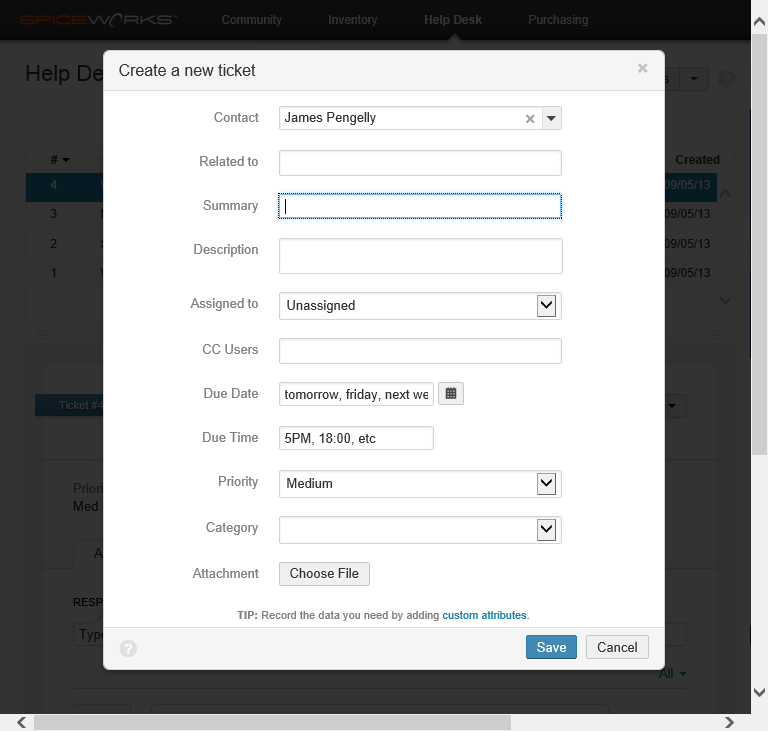 SPICEWORKS Community Inventory Help Desk Purchasing
Help De
Create a new ticket
Contact James Pengelly
Related to
# Created
Summary
4 09/05/13
3 09/05/13
2 09/05/13
1 09/05/13
Description
Assigned to Unassigned
CC Users
Due Date tomorrow, friday, next we
Ticket #4
Due Time 5PM, 18:00, etc
Priority Medium
Priori
Med
Category
Attachment Choose File
RESP
TIP: Record the data you need by adding custom attributes.
Type
Save Cancel
All